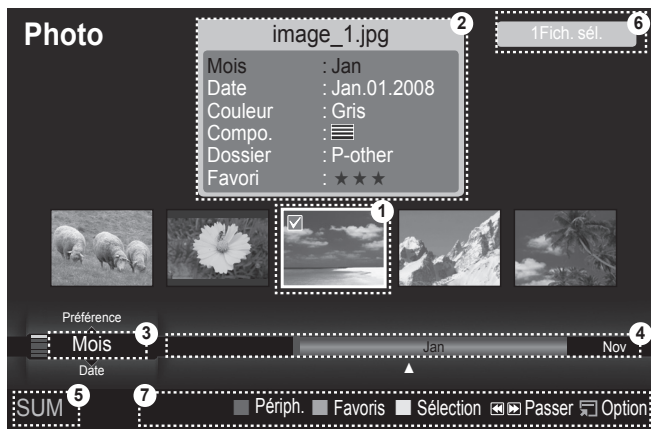 Photo
image_1.jpg
2
1Fich. sél.
6
Mois : Jan
Date : Jan.01.2008
Couleur : Gris
Compo. :
Dossier : P-other
Favori : ★★★
1
Préférence
3
Mois
Date
Jan
Nov
4
5
SUM
7
Périph. Favoris Sélection Passer Option